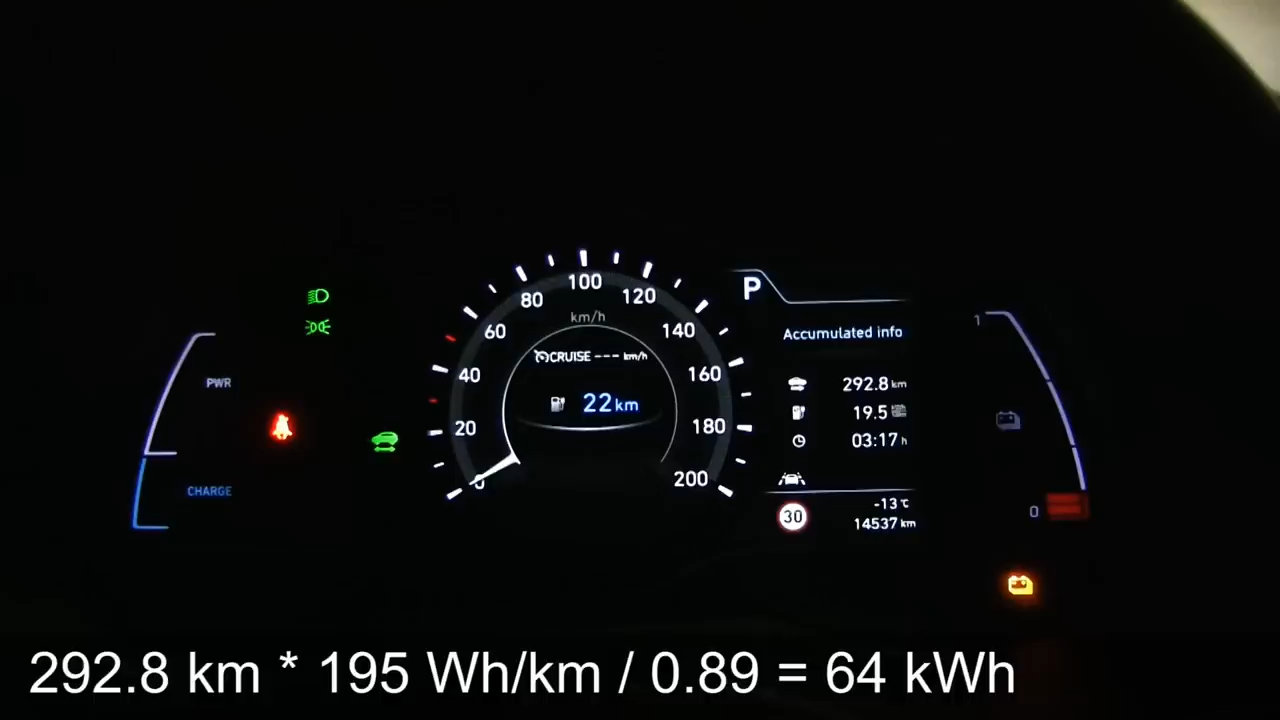 100
80
120
km/h
60
140
CRUISE --- km/h
40
160
22 km
20
180
0
200
PWR
CHARGE
P
Accumulated info
292.8 km
19.5
03:17 h
30
-13 °C
14537 km
1
0
292.8 km * 195 Wh/km / 0.89 = 64 kWh